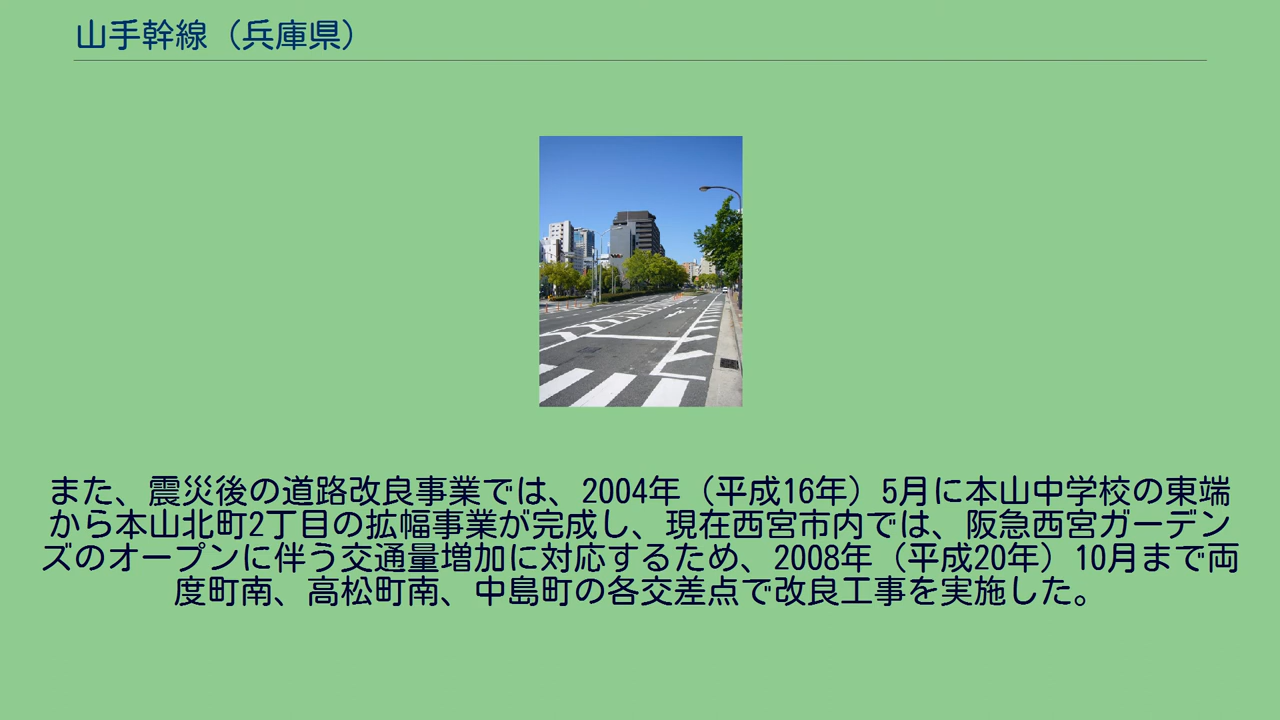 山手幹線（兵庫県）
また、震災後の道路改良事業では、2004年（平成16年）5月に本山中学校の東端
から本山北町2丁目の拡幅事業が完成し、現在西宮市内では、阪急西宮ガーデン
ズのオープンに伴う交通量増加に対応するため、2008年（平成20年）10月まで両
度町南、高松町南、中島町の各交差点で改良工事を実施した。